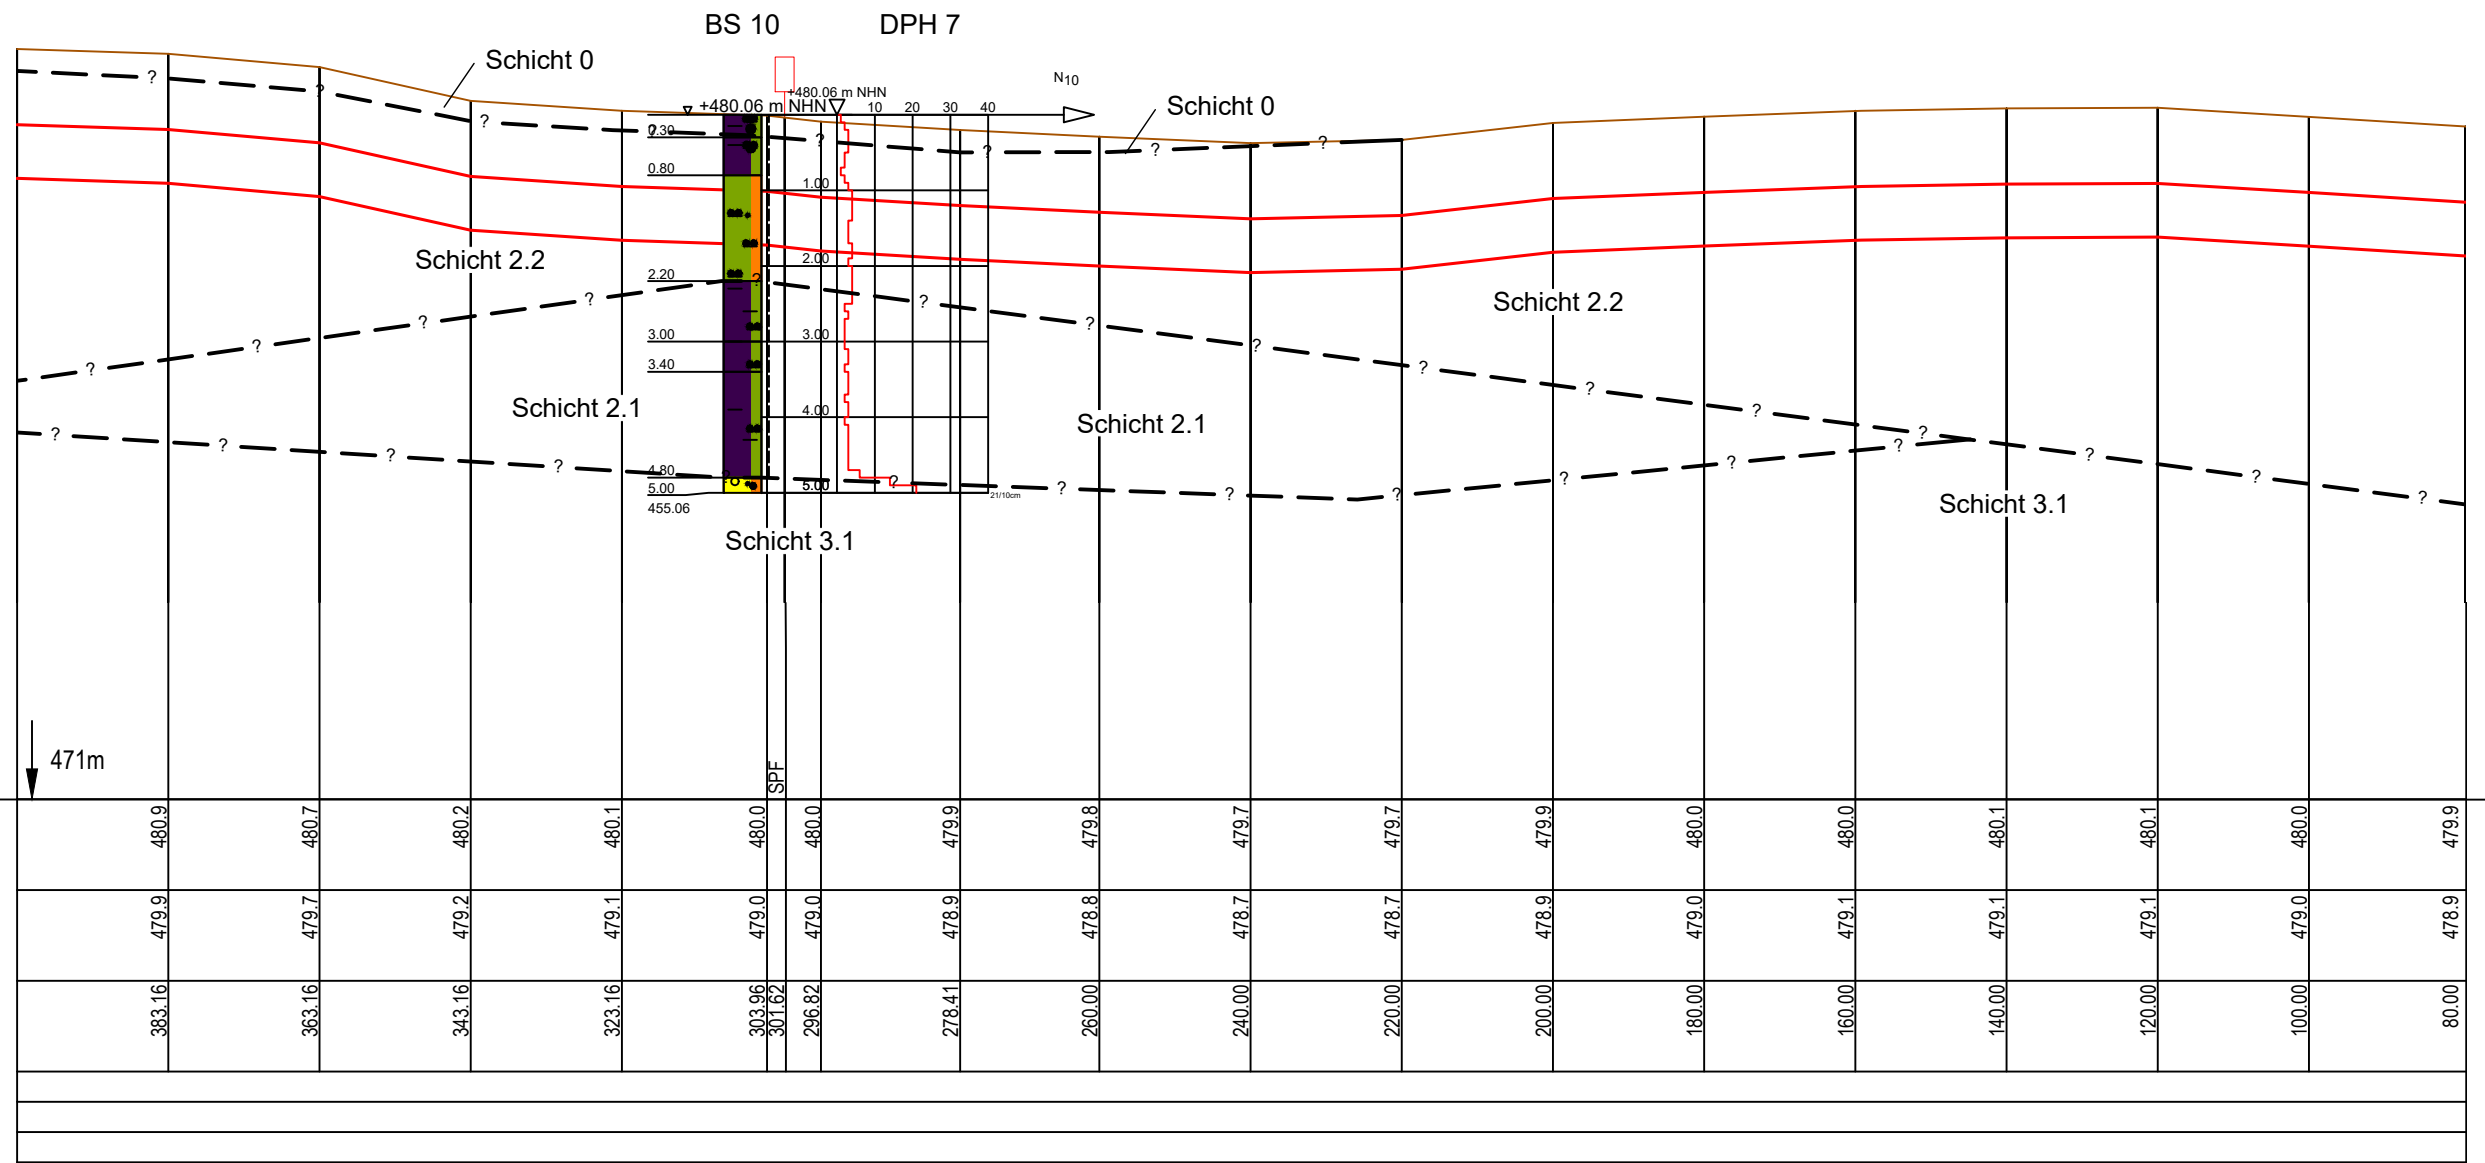 BS 10 DPH 7
Schicht 0
N10
+480.06 m NHN
+480.06 m NHN
10 20 30 40
Schicht 0
? ? ? ? ? ? ? ?
0.30
0.80
1.00
2.00
Schicht 2.2
2.20
Schicht 2.2
? ? ? ? ? ? ? ? ? ? ? ? ? ?
3.00 3.00
3.40
Schicht 2.1
4.00
Schicht 2.1
? ? ? ? ? ? ? ? ? ? ? ?
4.80
5.00 5.00
21/10cm
455.06
Schicht 3.1
Schicht 3.1
471m
SPF
480.9 480.7 480.2 480.1 480.0 480.0 479.9 479.8 479.7 479.7 479.9 480.0 480.0 480.1 480.1 480.0 479.9
479.9 479.7 479.2 479.1 479.0 479.0 478.9 478.8 478.7 478.7 478.9 479.0 479.1 479.1 479.1 479.0 478.9
383.16 363.16 343.16 323.16 303.96 301.62 296.82 278.41 260.00 240.00 220.00 200.00 180.00 160.00 140.00 120.00 100.00 80.00